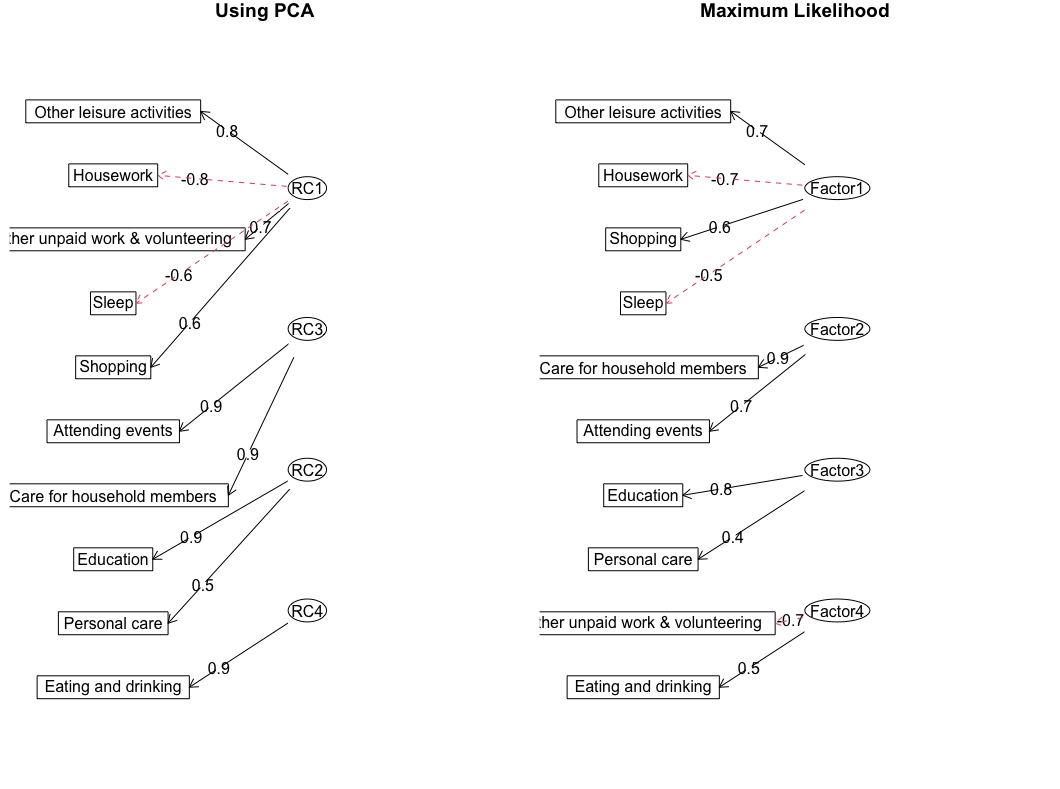 Using PCA
Other leisure activities
0.8
Housework
-0.8
RC1
ther unpaid work & volunteering
0.7
-0.6
Sleep
0.6
RC3
Shopping
0.9
Attending events
0.9
RC2
Care for household members
0.9
Education
0.5
RC4
Personal care
0.9
Eating and drinking
Maximum Likelihood
Other leisure activities
0.7
Housework
-0.7
Factor1
0.6
Shopping
-0.5
Sleep
Factor2
0.9
Care for household members
0.7
Attending events
Factor3
0.8
Education
0.4
Personal care
Factor4
-0.7
ther unpaid work & volunteering
0.5
Eating and drinking